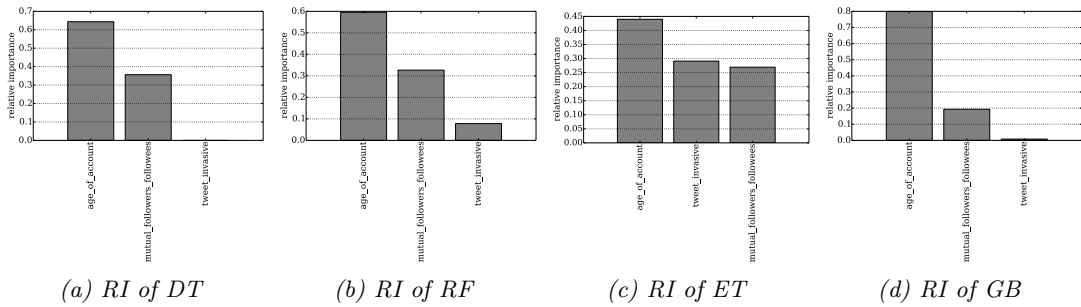 relative importance
0.7
0.6
0.5
0.4
0.3
0.2
0.1
0.0
age_of_account
mutual_followers_followees
tweet_invasive
(a) RI of DT
relative importance
0.6
0.5
0.4
0.3
0.2
0.1
0.0
age_of_account
mutual_followers_followees
tweet_invasive
(b) RI of RF
relative importance
0.45
0.40
0.35
0.30
0.25
0.20
0.15
0.10
0.05
0.00
age_of_account
tweet_invasive
mutual_followers_followees
(c) RI of ET
relative importance
0.8
0.7
0.6
0.5
0.4
0.3
0.2
0.1
0.0
age_of_account
mutual_followers_followees
tweet_invasive
(d) RI of GB